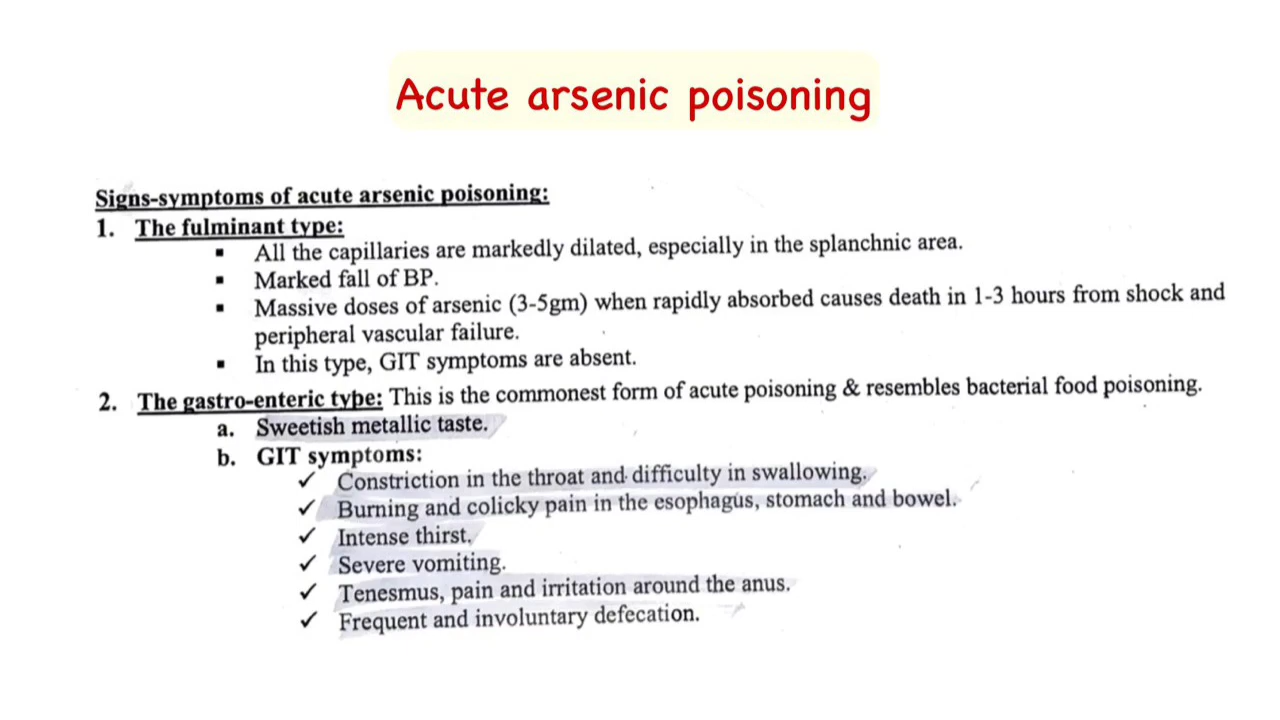 Acute arsenic poisoning
Signs-symptoms of acute arsenic poisoning:
1. The fulminant type:
▪ All the capillaries are markedly dilated, especially in the splanchnic area.
▪ Marked fall of BP.
▪ Massive doses of arsenic (3-5gm) when rapidly absorbed causes death in 1-3 hours from shock and
peripheral vascular failure.
▪ In this type, GIT symptoms are absent.
2. The gastro-enteric type: This is the commonest form of acute poisoning & resembles bacterial food poisoning.
a. Sweetish metallic taste.
b. GIT symptoms:
✓ Constriction in the throat and difficulty in swallowing.
✓ Burning and colicky pain in the esophagus, stomach and bowel.
✓ Intense thirst.
✓ Severe vomiting.
✓ Tenesmus, pain and irritation around the anus.
✓ Frequent and involuntary defecation.